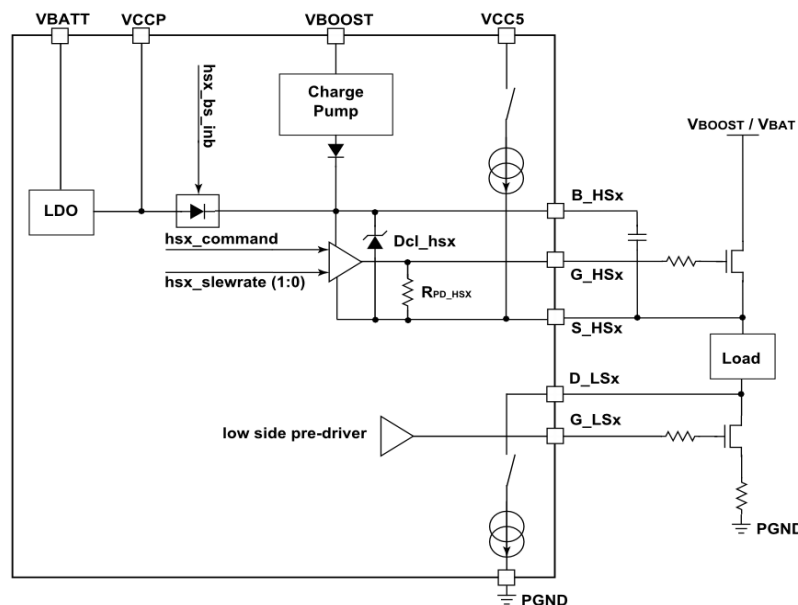 VBATT
VCCP
VBOOST
VCC5
hsx_bs_inb
Charge
Pump
VBOOST / VBAT
LDO
B_HSx
hsx_command
Dcl_hsx
G_HSx
hsx_slewrate (1:0)
RPD_HSX
S_HSx
Load
D_LSx
low side pre-driver
G_LSx
PGND
PGND